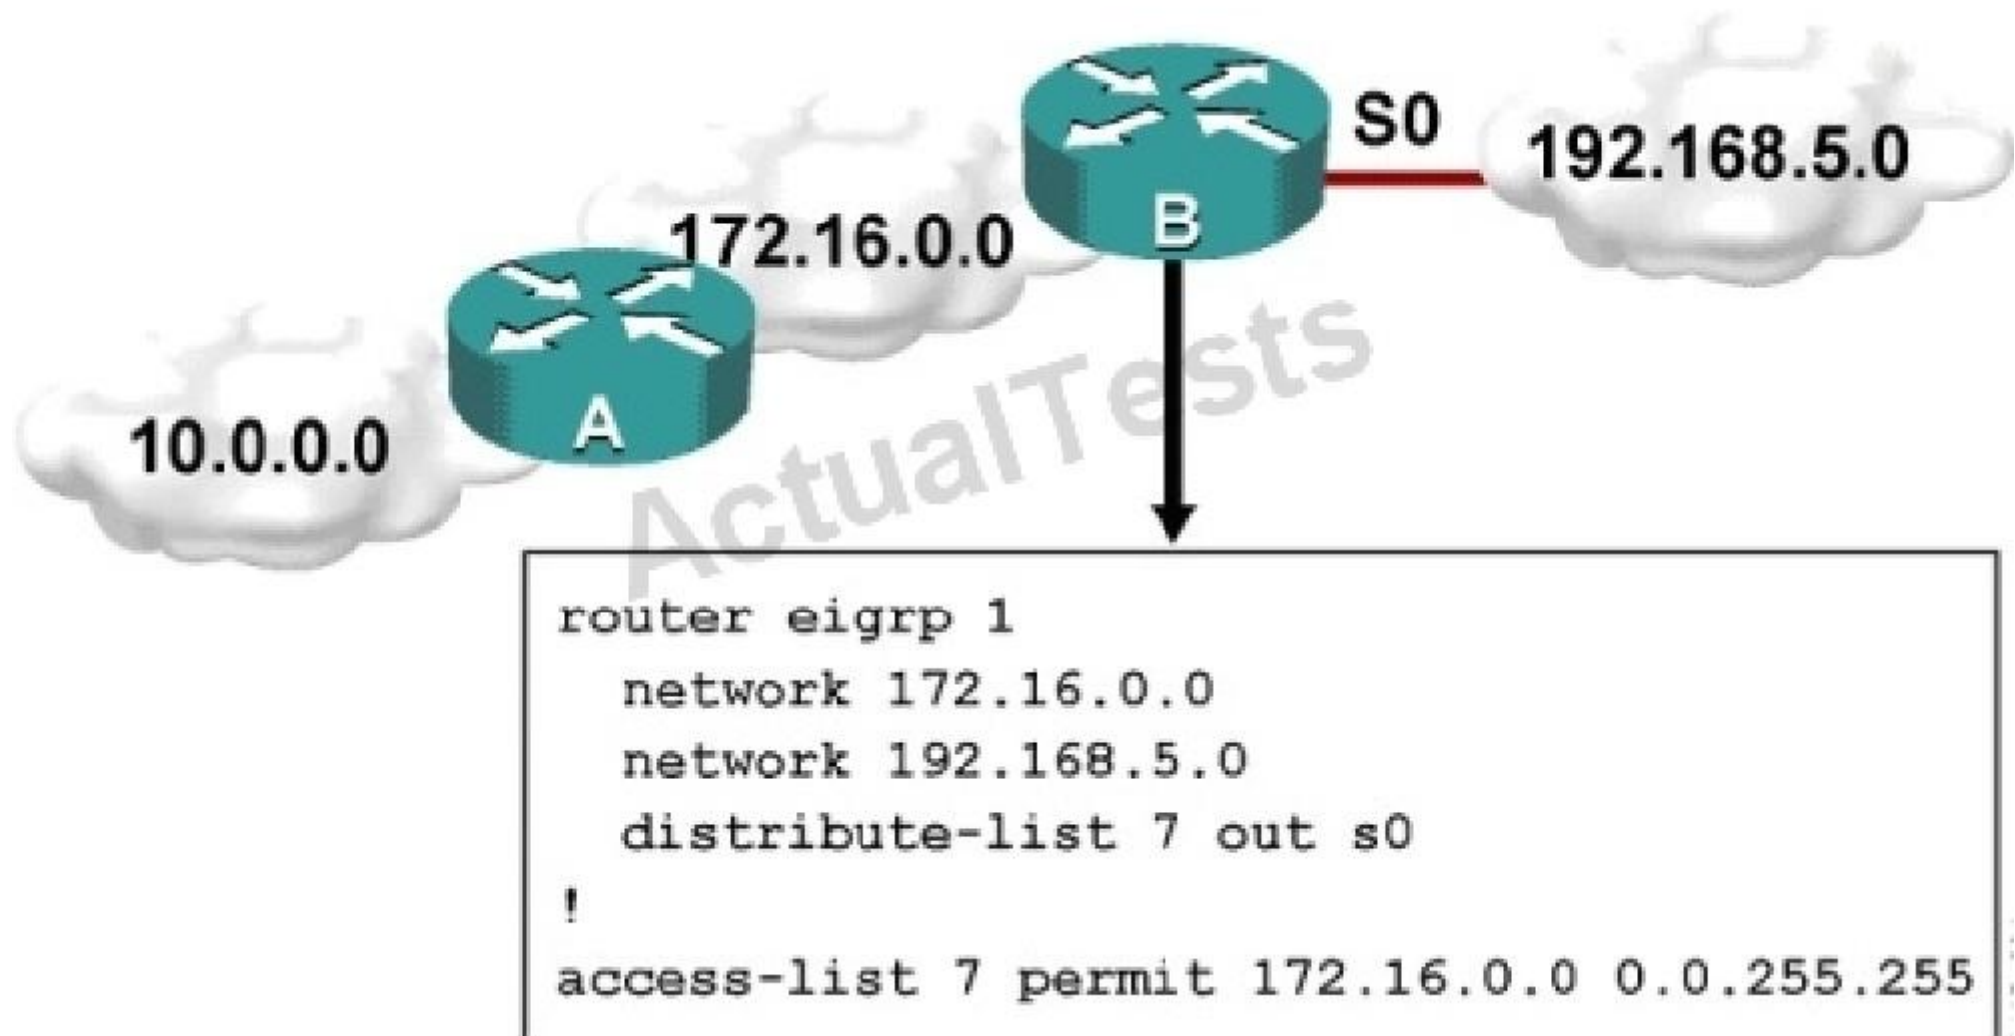 S0
192.168.5.0
B
172.16.0.0
A
10.0.0.0
ActualTests
router eigrp 1
network 172.16.0.0
network 192.168.5.0
distribute-list 7 out s0
!
access-list 7 permit 172.16.0.0 0.0.255.255